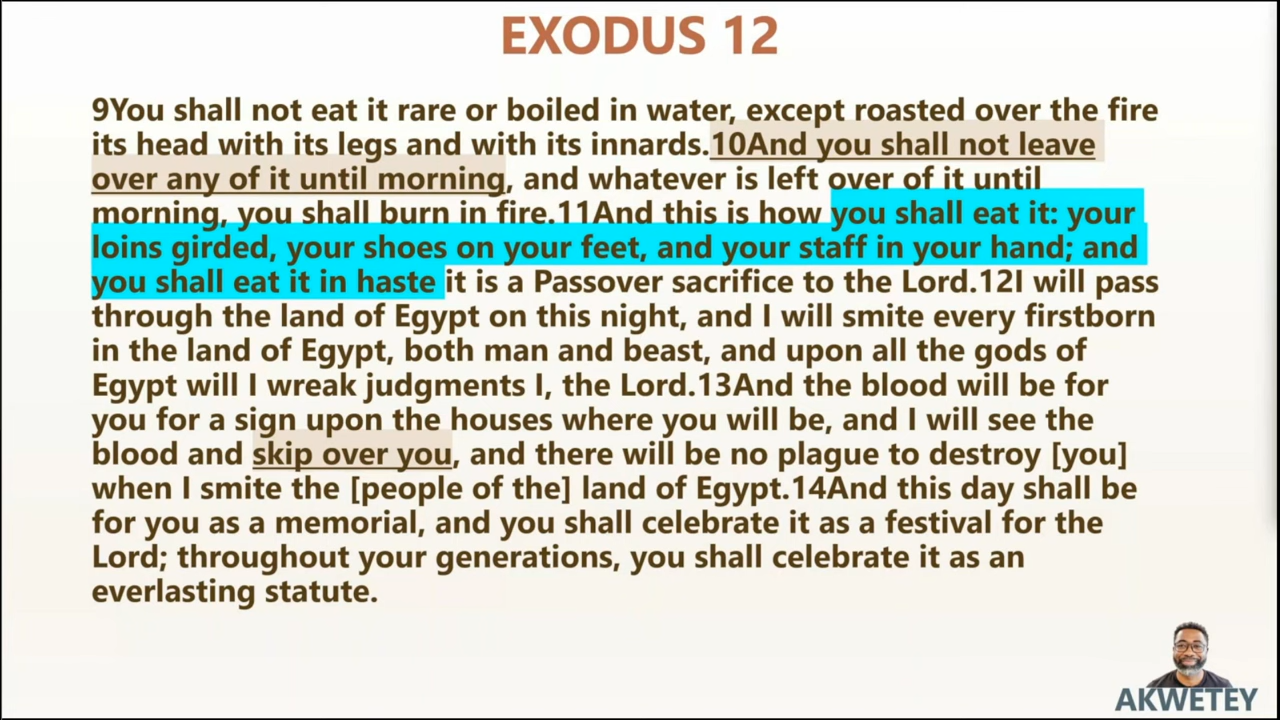 EXODUS 12
9You shall not eat it rare or boiled in water, except roasted over the fire
its head with its legs and with its innards.10And you shall not leave
over any of it until morning, and whatever is left over of it until
morning, you shall burn in fire.11And this is how you shall eat it: your
loins girded, your shoes on your feet, and your staff in your hand; and
you shall eat it in haste it is a Passover sacrifice to the Lord.12I will pass
through the land of Egypt on this night, and I will smite every firstborn
in the land of Egypt, both man and beast, and upon all the gods of
Egypt will I wreak judgments I, the Lord.13And the blood will be for
you for a sign upon the houses where you will be, and I will see the
blood and skip over you, and there will be no plague to destroy [you]
when I smite the [people of the] land of Egypt.14And this day shall be
for you as a memorial, and you shall celebrate it as a festival for the
Lord; throughout your generations, you shall celebrate it as an
everlasting statute.
AKWETEY